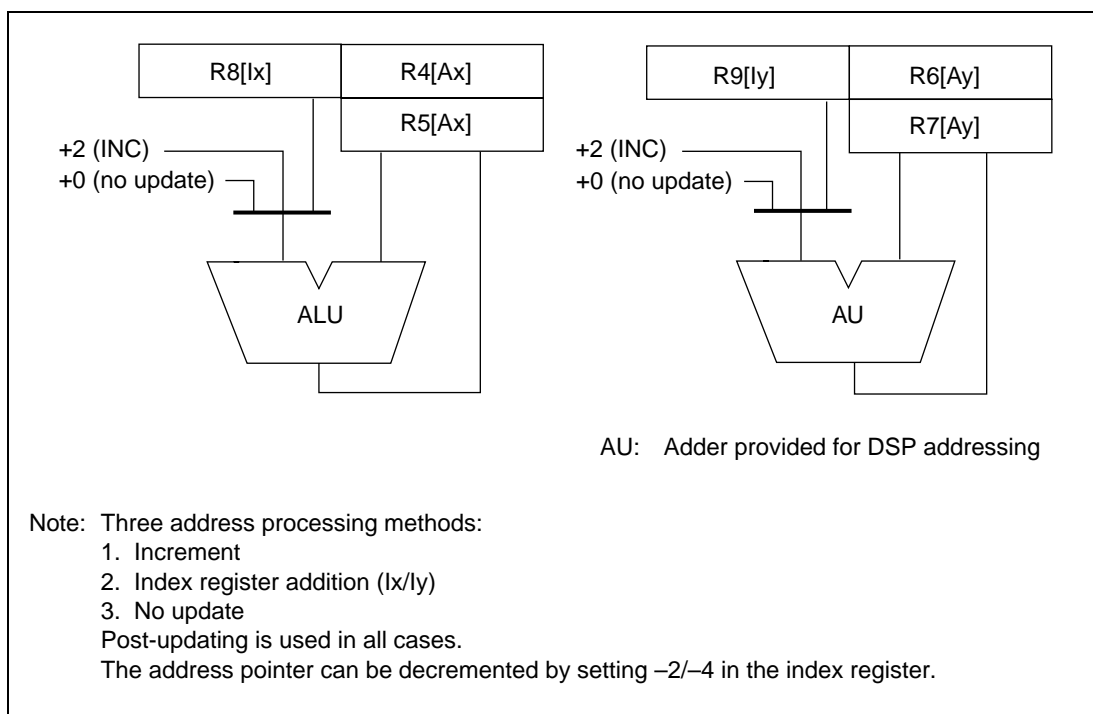 R8[Ix] R4[Ax]
R5[Ax]
+2 (INC)
+0 (no update)
ALU
R9[Iy] R6[Ay]
R7[Ay]
+2 (INC)
+0 (no update)
AU
AU: Adder provided for DSP addressing
Note: Three address processing methods:
1. Increment
2. Index register addition (Ix/Iy)
3. No update
Post-updating is used in all cases.
The address pointer can be decremented by setting –2/–4 in the index register.